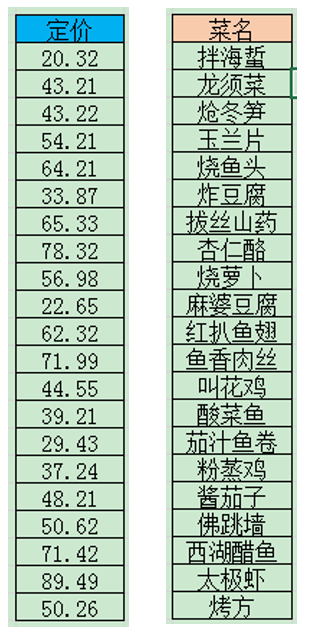 定价
20.32
43.21
43.22
54.21
64.21
33.87
65.33
78.32
56.98
22.65
62.32
71.99
44.55
39.21
29.43
37.24
48.21
50.62
71.42
89.49
50.26
菜名
拌海蜇
龙须菜
炝冬笋
玉兰片
烧鱼头
炸豆腐
拔丝山药
杏仁酪
烧萝卜
麻婆豆腐
红扒鱼翅
鱼香肉丝
叫花鸡
酸菜鱼
茄汁鱼卷
粉蒸鸡
酱茄子
佛跳墙
西湖醋鱼
太极虾
烤方